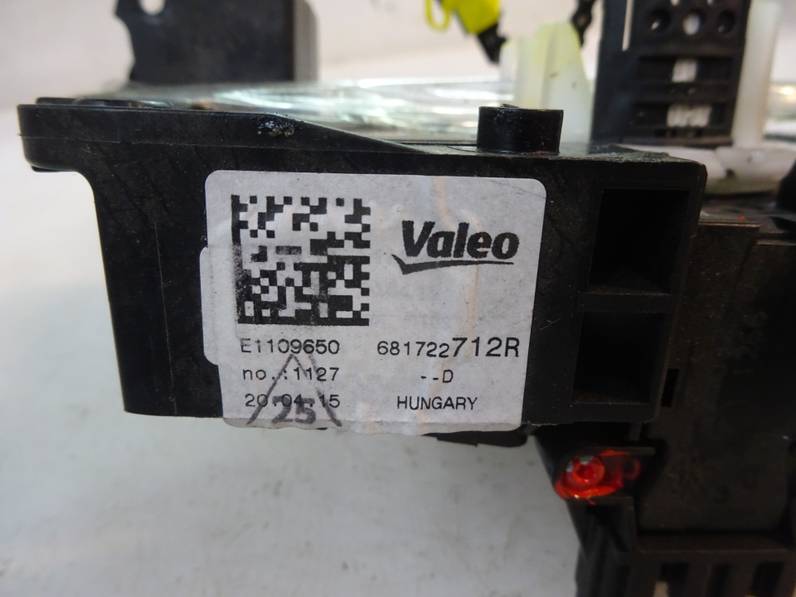 Valeo
E1109650 681722712R
no.:1127 --D
20.04.15 HUNGARY
25